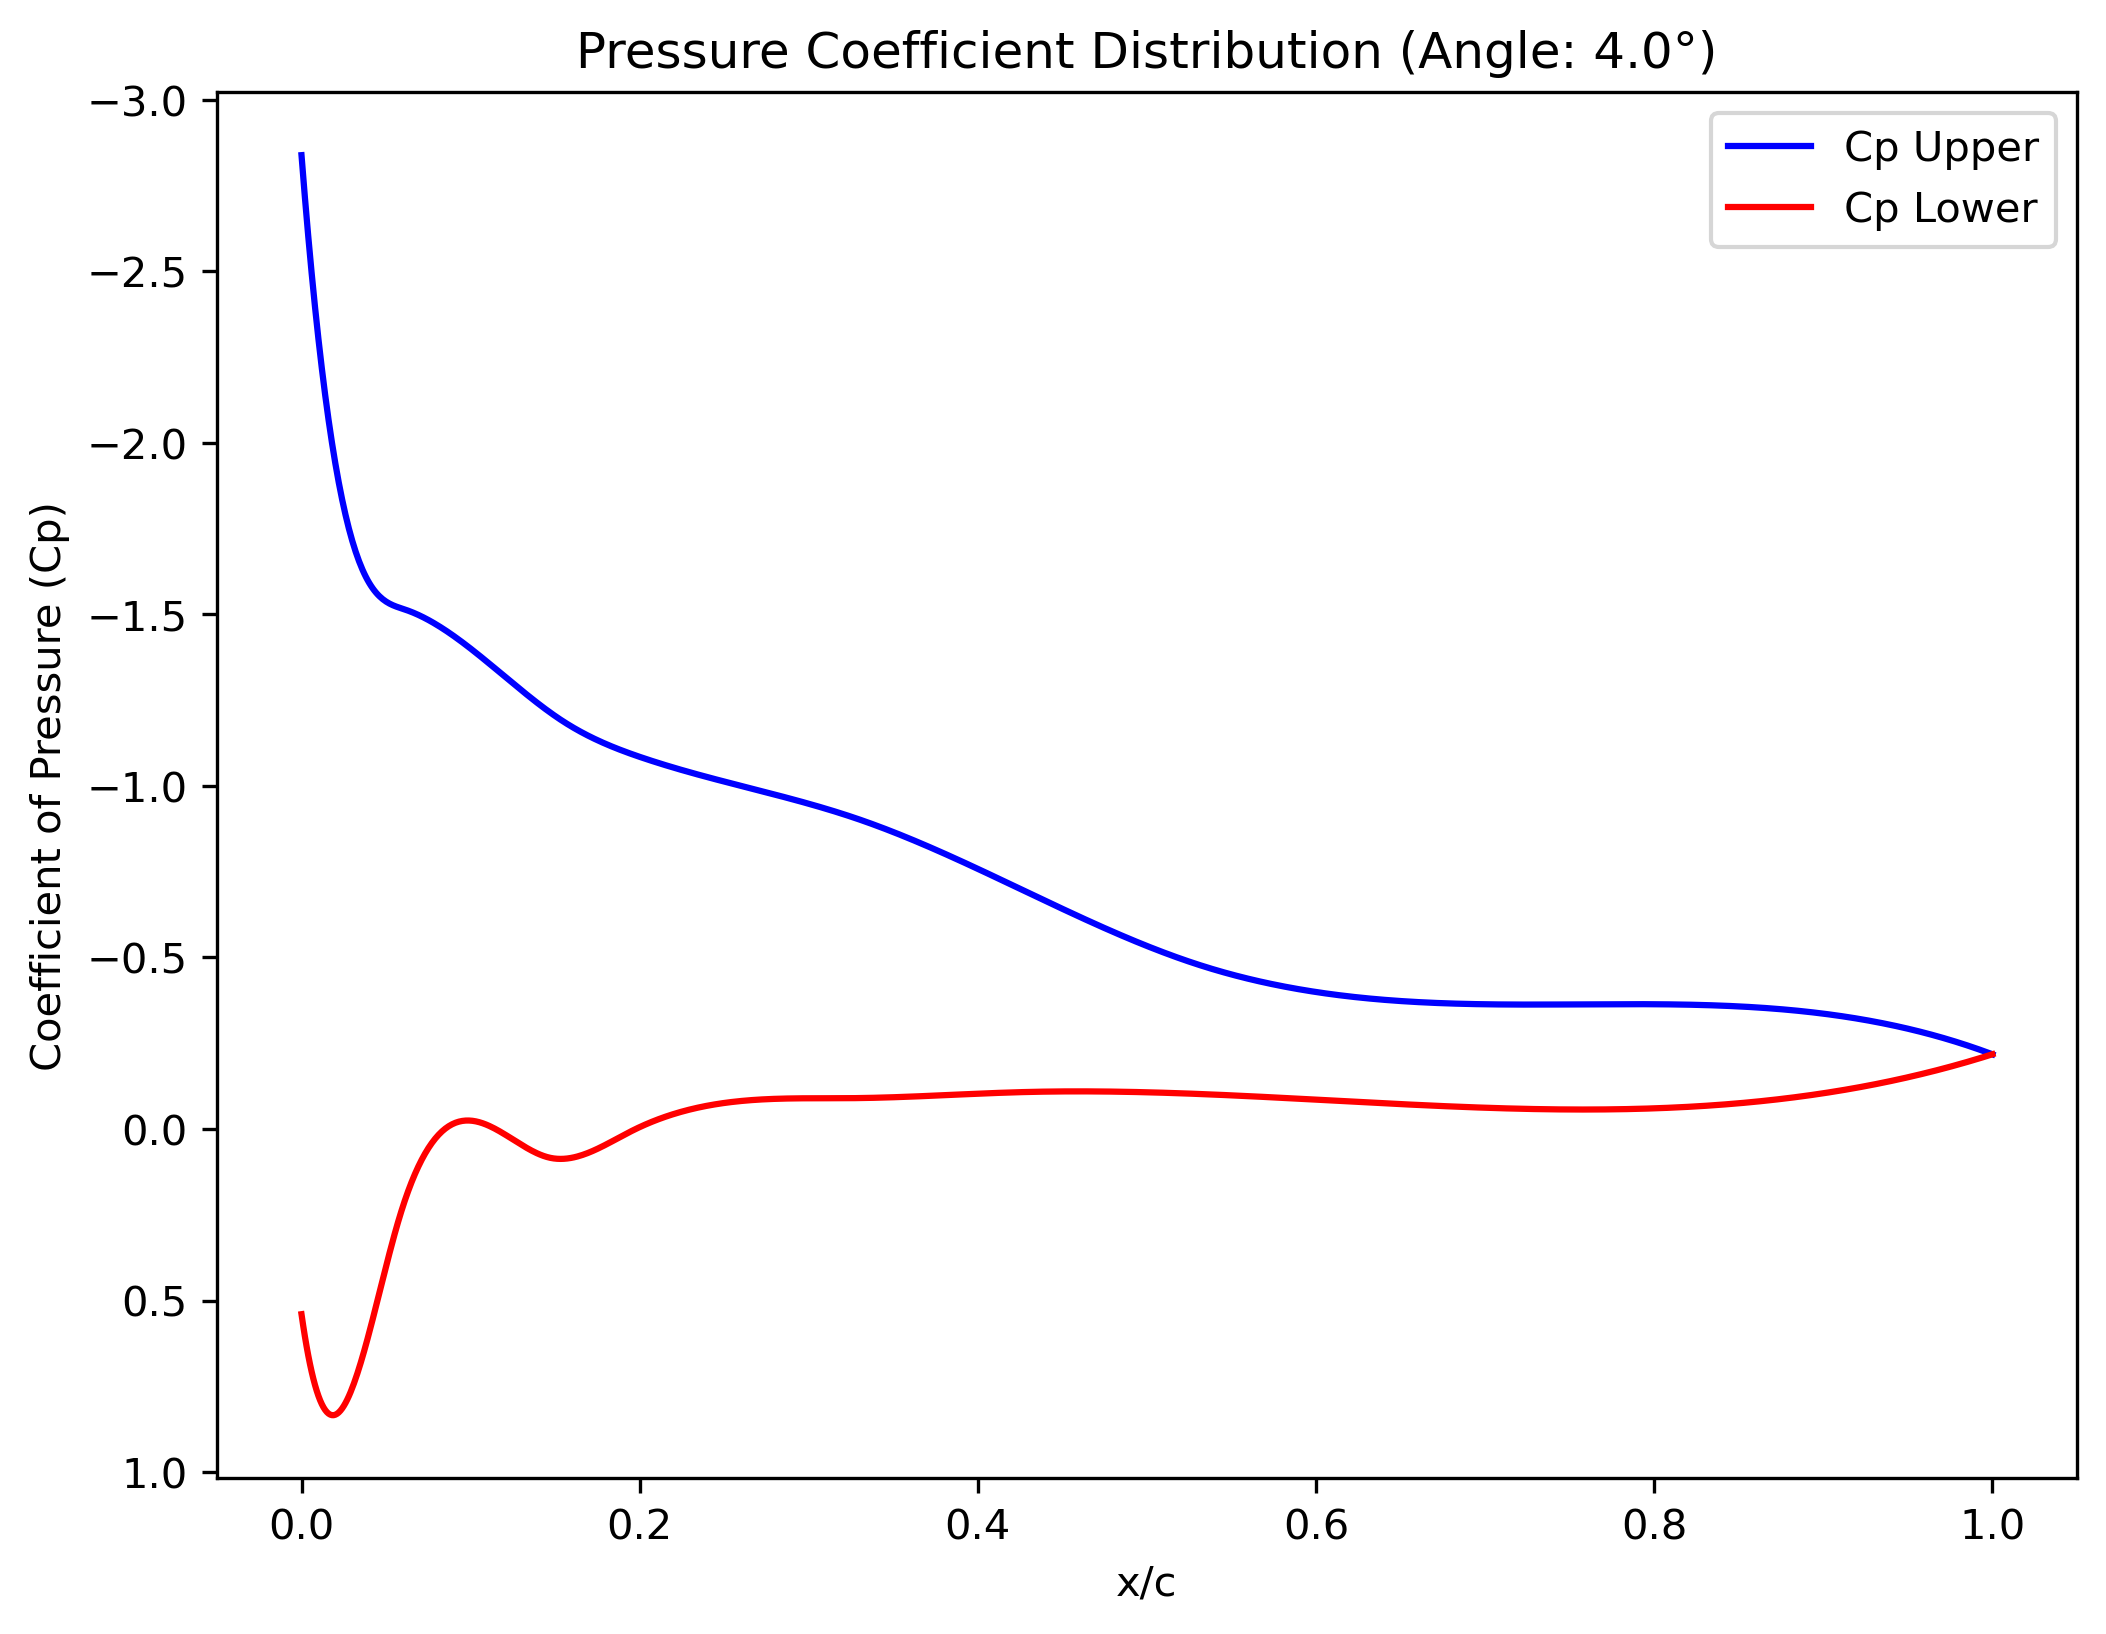 Pressure Coefficient Distribution (Angle: 4.0°)
Cp Upper
Cp Lower
Coefficient of Pressure (Cp)
−3.0
−2.5
−2.0
−1.5
−1.0
−0.5
0.0
0.5
1.0
0.0 0.2 0.4 0.6 0.8 1.0
x/c